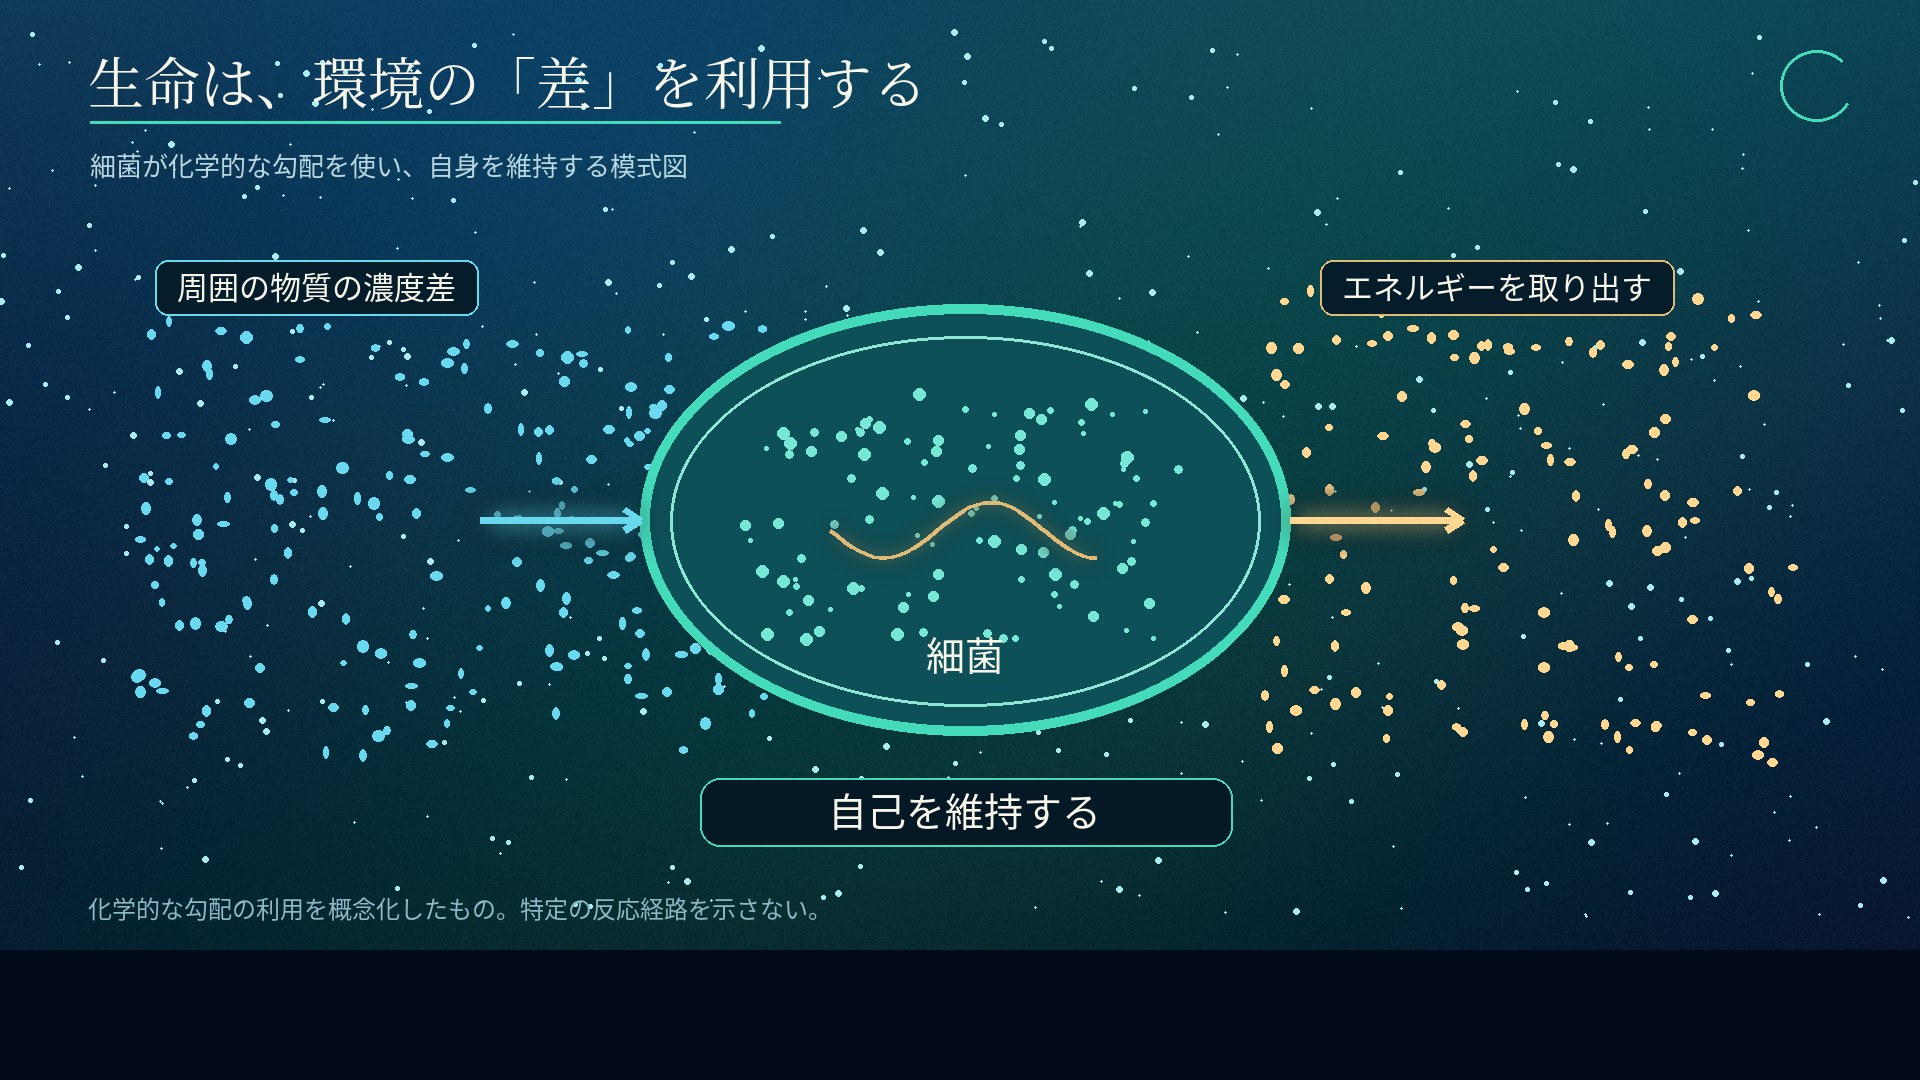 生命は、環境の「差」を利用する
細菌が化学的な勾配を使い、自身を維持する模式図
周囲の物質の濃度差
エネルギーを取り出す
細菌
自己を維持する
化学的な勾配の利用を概念化したもの。特定の反応経路を示さない。